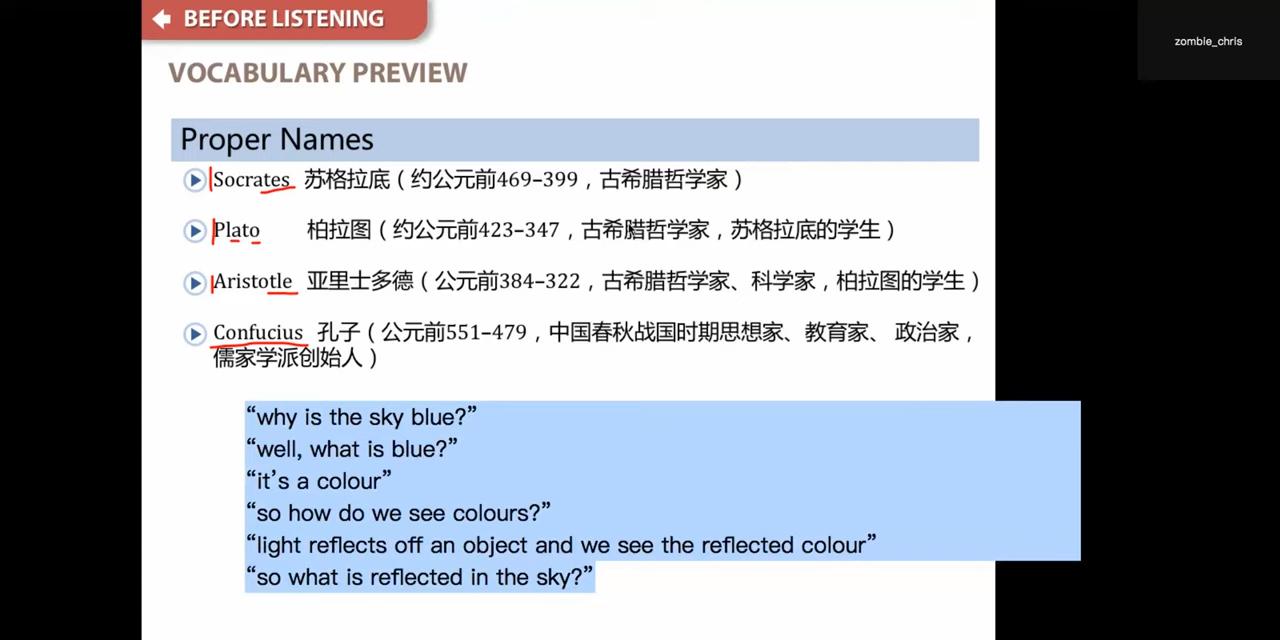 BEFORE LISTENING
zombie_chris
VOCABULARY PREVIEW
Proper Names
Socrates 苏格拉底（约公元前469–399，古希腊哲学家）
Plato 柏拉图（约公元前423–347，古希腊哲学家，苏格拉底的学生）
Aristotle 亚里士多德（公元前384–322，古希腊哲学家、科学家，柏拉图的学生）
Confucius 孔子（公元前551–479，中国春秋战国时期思想家、教育家、 政治家，
儒家学派创始人）
“why is the sky blue?”
“well, what is blue?”
“it’s a colour”
“so how do we see colours?”
“light reflects off an object and we see the reflected colour”
“so what is reflected in the sky?”